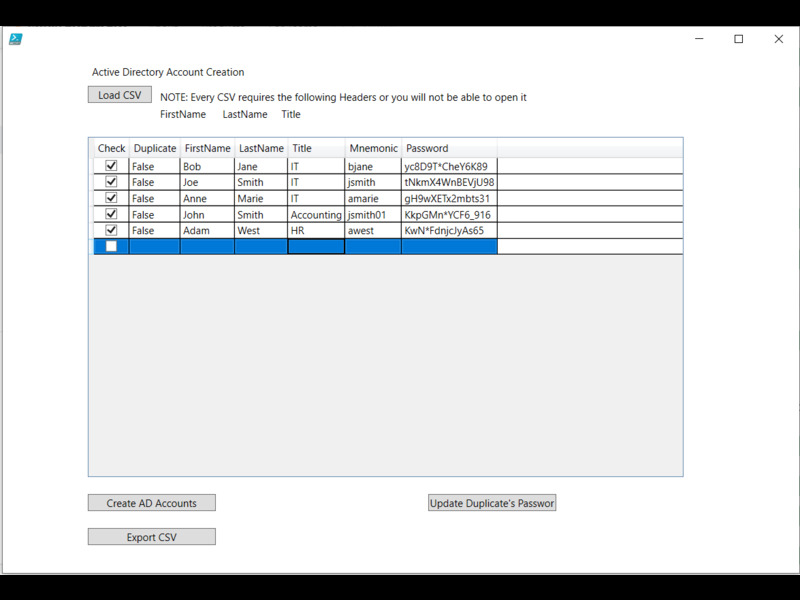 Active Directory Account Creation
Load CSV NOTE: Every CSV requires the following Headers or you will not be able to open it
FirstName LastName Title
Check Duplicate FirstName LastName Title Mnemonic Password
False Bob Jane IT bjane yc8D9T*CheY6K89
False Joe Smith IT jsmith tNkmX4WnBEVjU98
False Anne Marie IT amarie gH9wXETx2mbts31
False John Smith Accounting jsmith01 KkpGMn*YCF6_916
False Adam West HR awest KwN*FdnjcJyAs65
Create AD Accounts Update Duplicate's Passwor
Export CSV